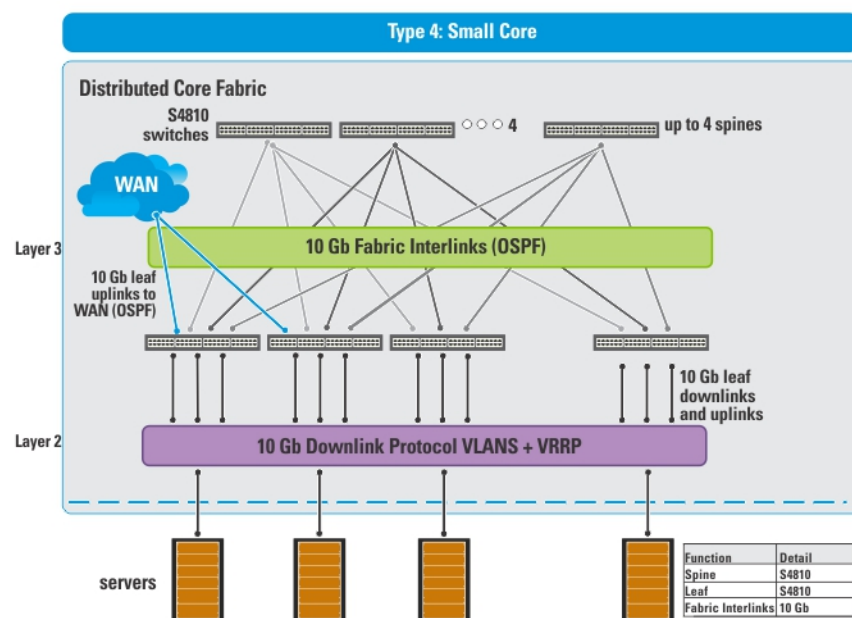 Type 4: Small Core
Distributed Core Fabric
S4810
switches
4
up to 4 spines
WAN
Layer 3
10 Gb Fabric Interlinks (OSPF)
10 Gb leaf
uplinks to
WAN (OSPF)
10 Gb leaf
downlinks
and uplinks
Layer 2
10 Gb Downlink Protocol VLANS + VRRP
servers
Function Detail
Spine S4810
Leaf S4810
Fabric Interlinks 10 Gb